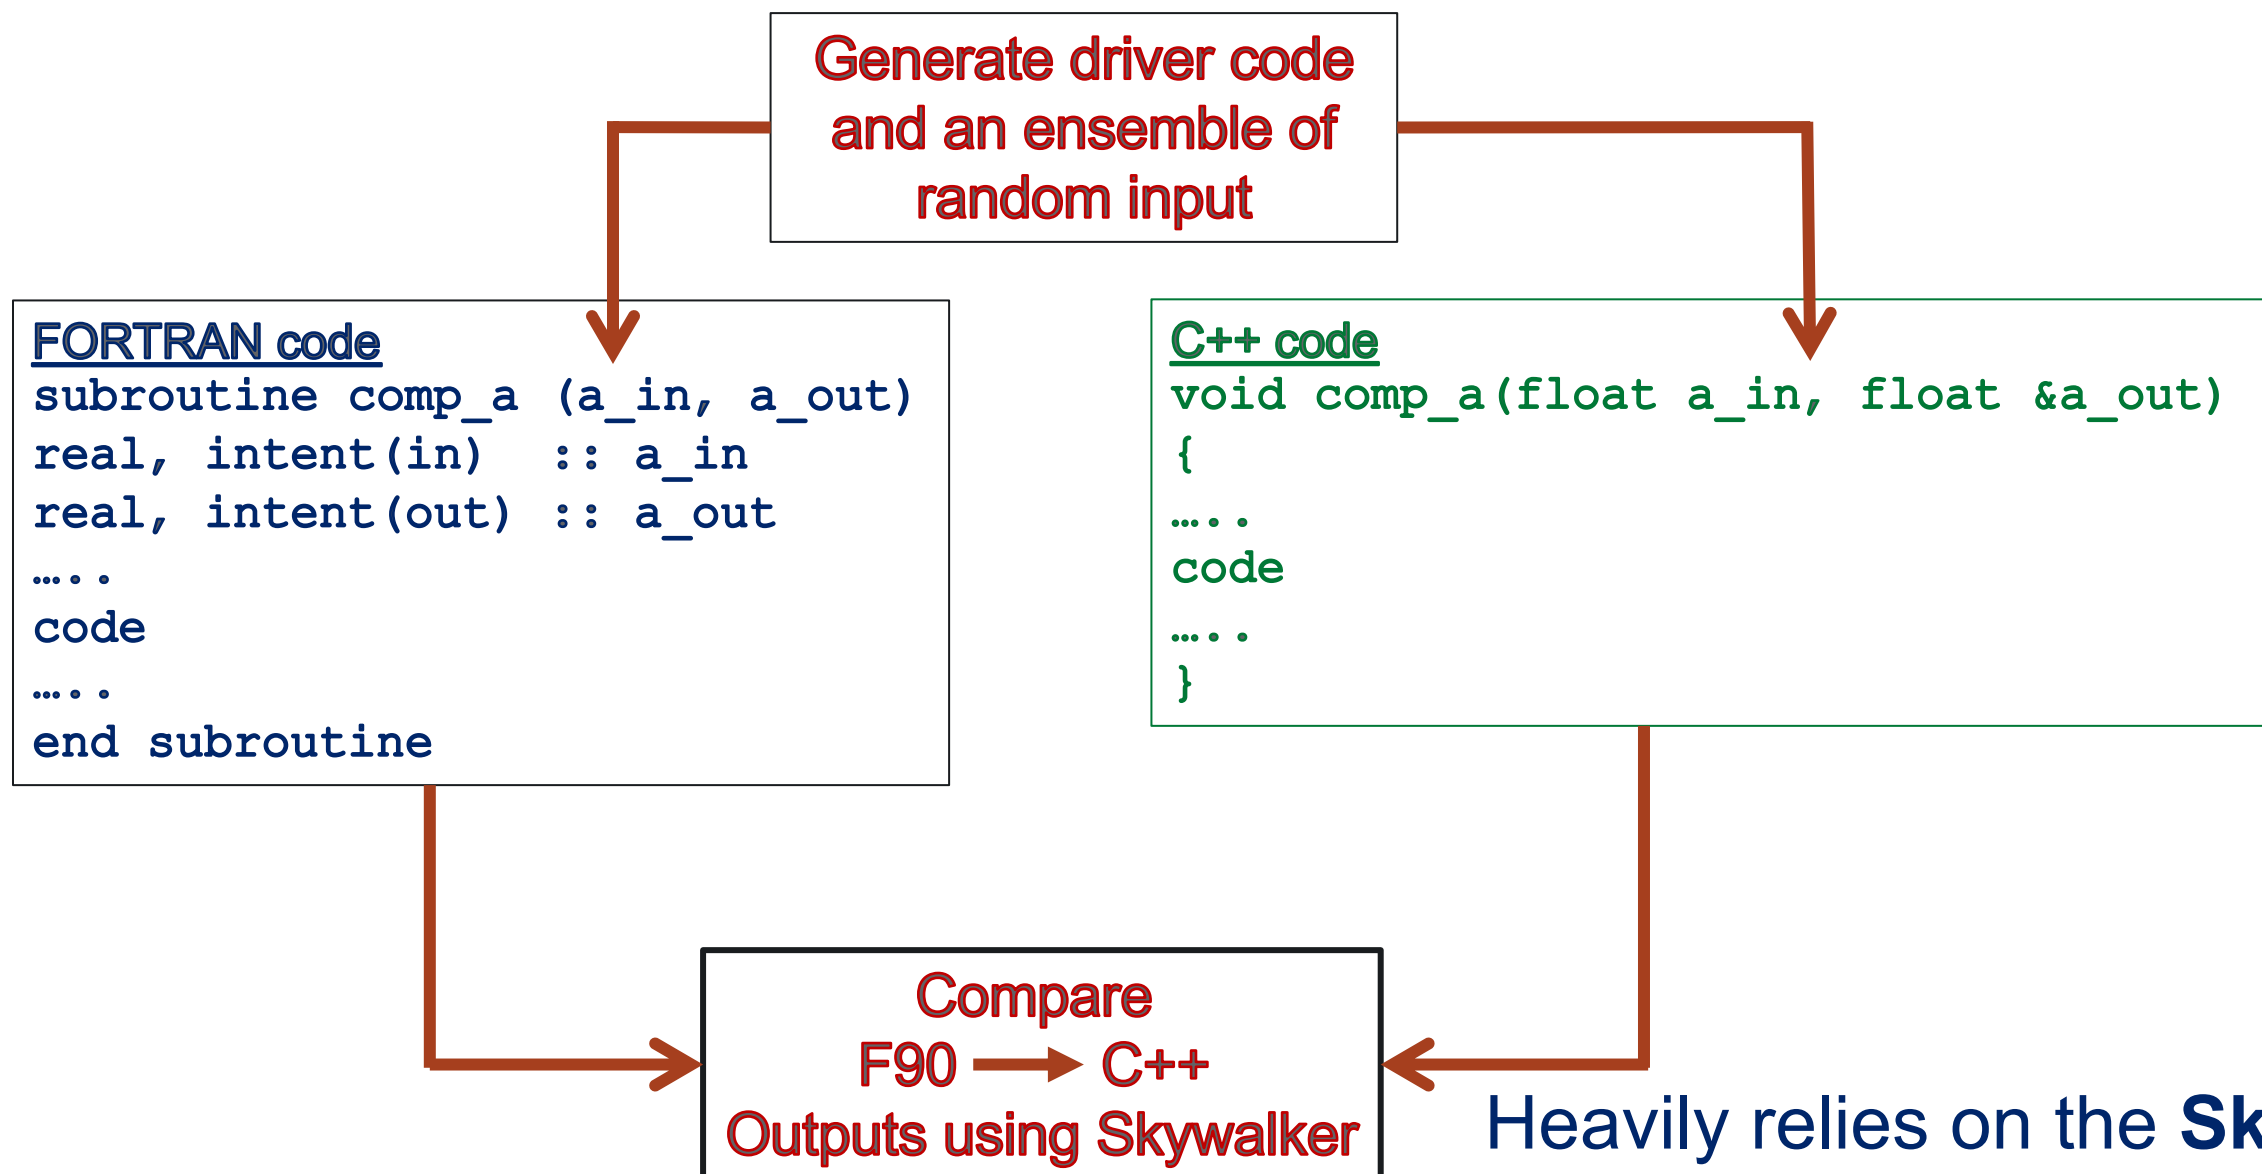 Generate driver code
and an ensemble of
random input
FORTRAN code
subroutine comp_a (a_in, a_out)
real, intent(in)  :: a_in
real, intent(out) :: a_out
…..
code
…..
end subroutine
C++ code
void comp_a(float a_in, float &a_out)
{
…..
code
…..
}
Compare
F90 → C++
Outputs using Skywalker
Heavily relies on the